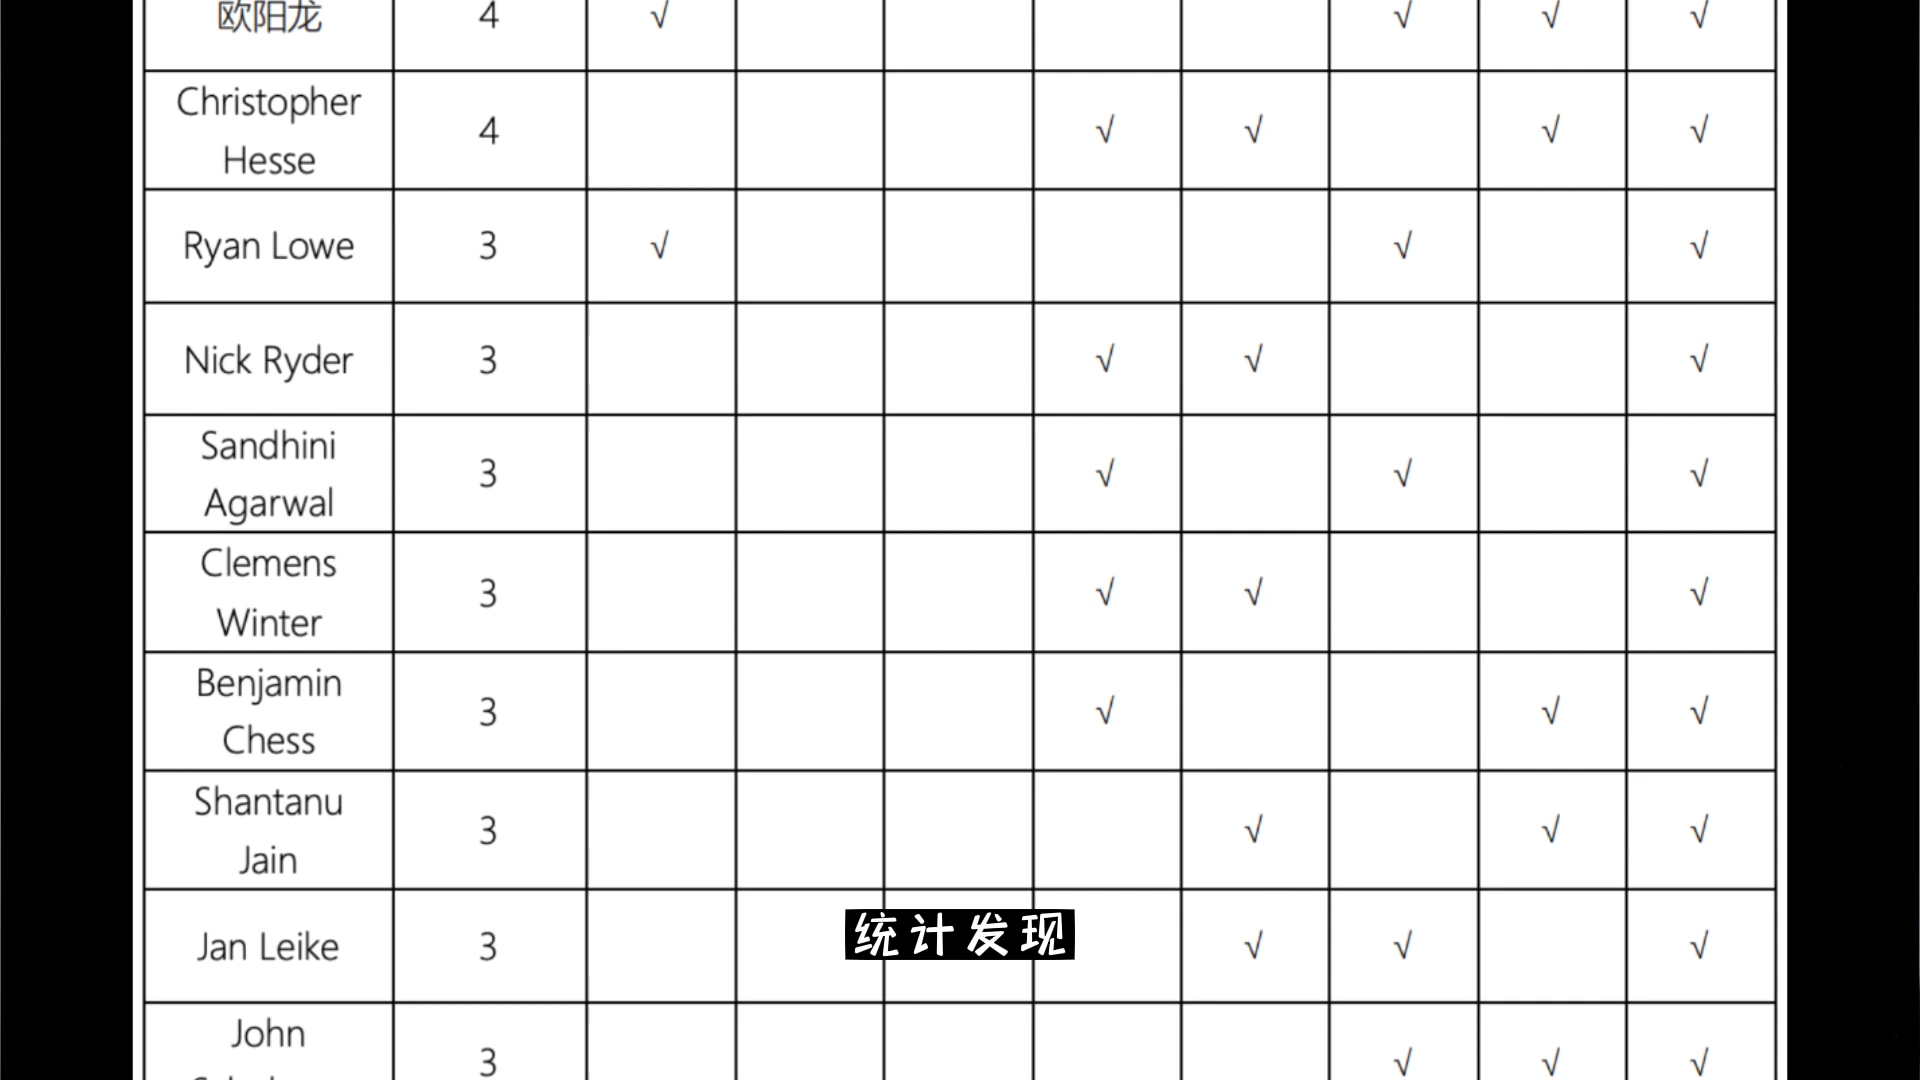 欧阳龙 4 √ √ √ √
Christopher
Hesse
4 √ √ √ √
Ryan Lowe 3 √ √ √
Nick Ryder 3 √ √ √
Sandhini
Agarwal
3 √ √ √
Clemens
Winter
3 √ √ √
Benjamin
Chess
3 √ √ √
Shantanu
Jain
3 √ √ √
Jan Leike 3 √ √ √
统计发现
John
3 √ √ √